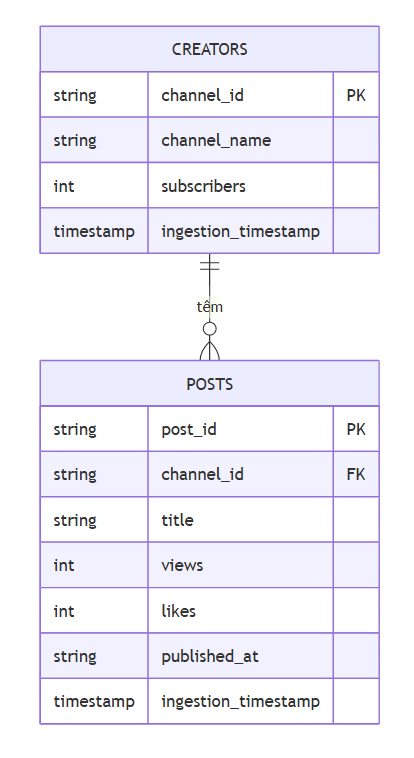 CREATORS
string channel_id PK
string channel_name
int subscribers
timestamp ingestion_timestamp
têm
POSTS
string post_id PK
string channel_id FK
string title
int views
int likes
string published_at
timestamp ingestion_timestamp